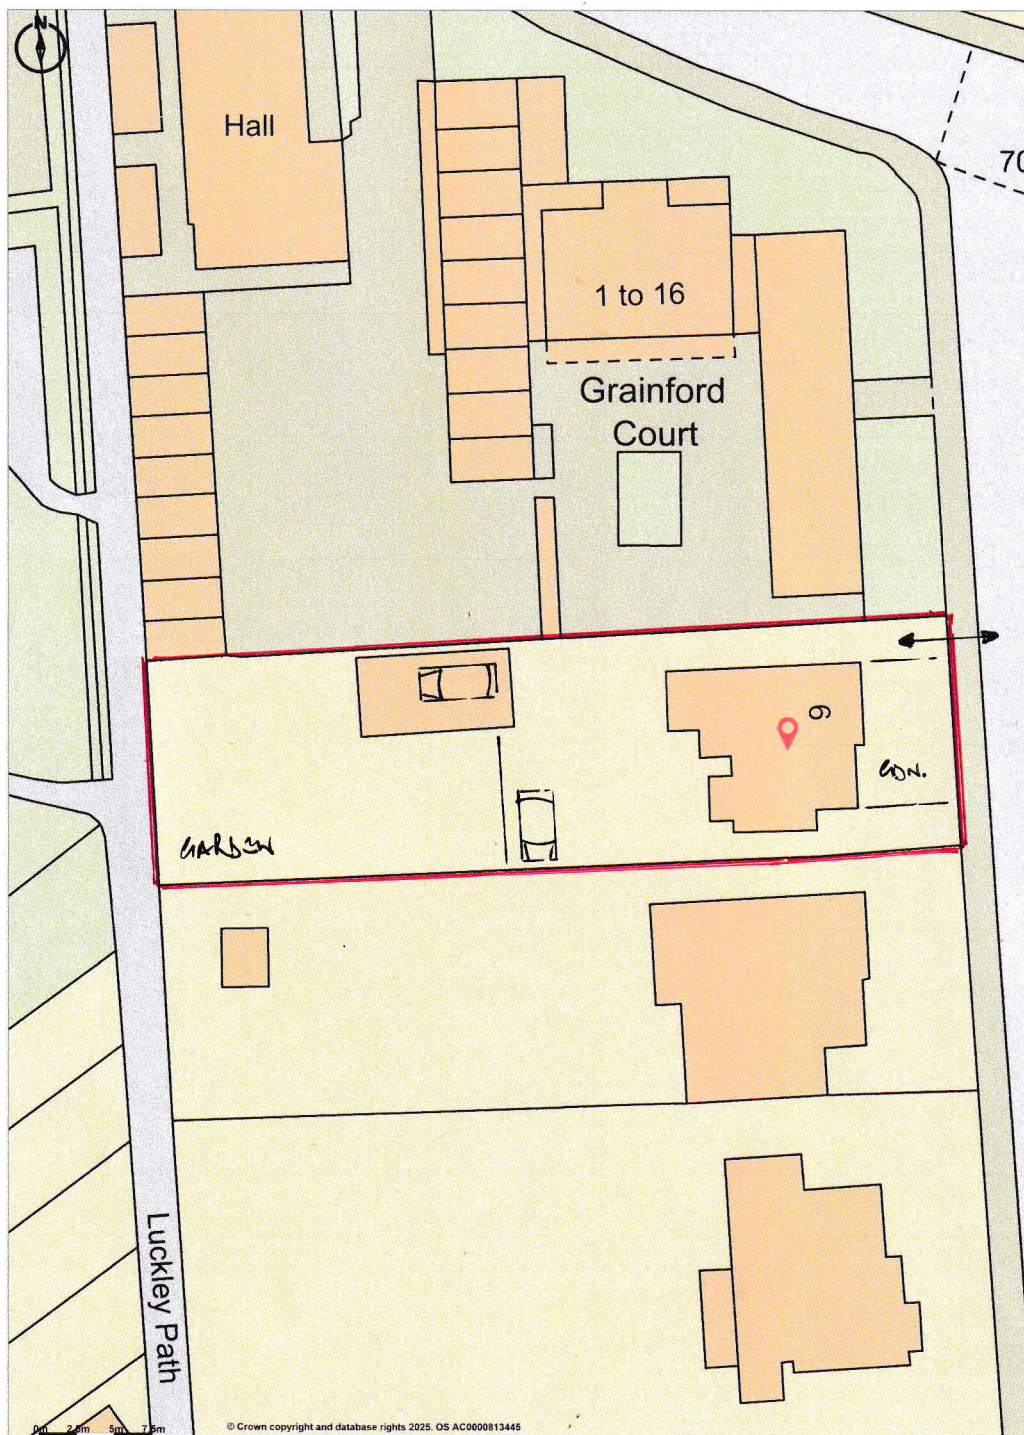 N
Hall
70
1 to 16
Grainford
Court
9
GDN.
GARDEN
Luckley Path
0m 2.5m 5m 7.5m
© Crown copyright and database rights 2025. OS AC0000813445